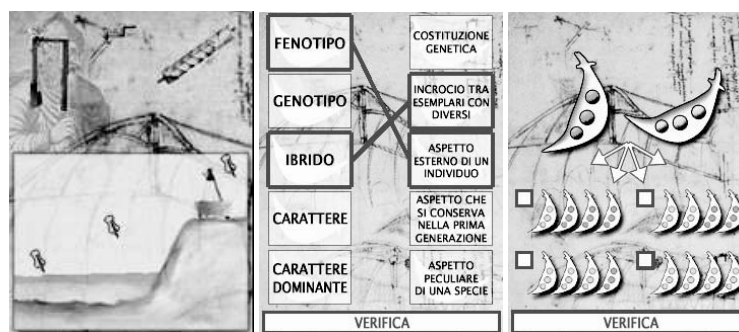 FENOTIPO
COSTITUZIONE
GENETICA
GENOTIPO
INCROCIO TRA
ESEMPLARI CON
DIVERSI
IBRIDO
ASPETTO
ESTERNO DI UN
INDIVIDUO
CARATTERE
ASPETTO CHE
SI CONSERVA
NELLA PRIMA
GENERAZIONE
CARATTERE
DOMINANTE
ASPETTO
PECULIARE
DI UNA SPECIE
VERIFICA
VERIFICA